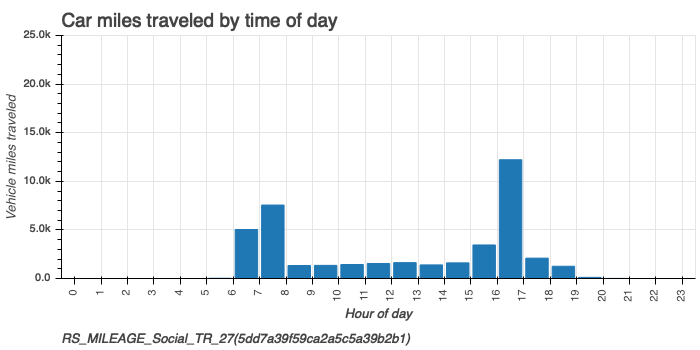 Car miles traveled by time of day
25.0k
20.0k
15.0k
10.0k
5.0k
0.0
Vehicle miles traveled
0 1 2 3 4 5 6 7 8 9 10 11 12 13 14 15 16 17 18 19 20 21 22 23
Hour of day
RS_MILEAGE_Social_TR_27(5dd7a39f59ca2a5c5a39b2b1)